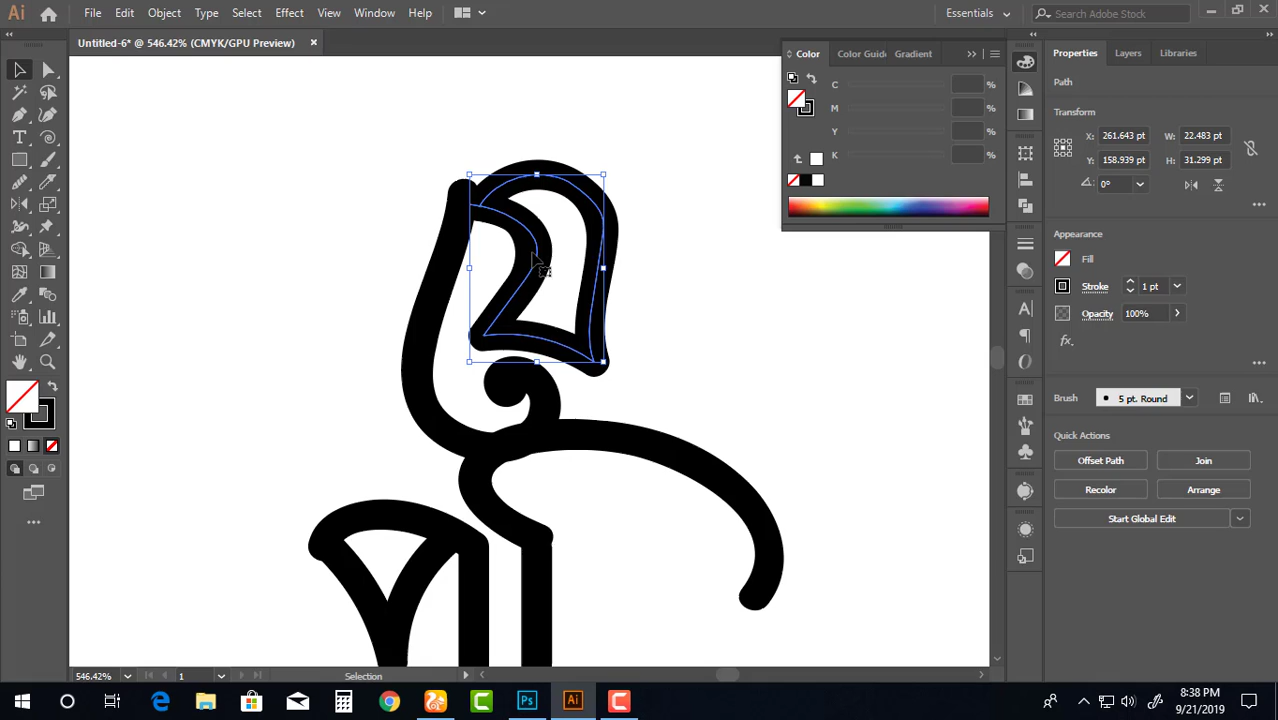 Ai File Edit Object Type Select Effect View Window Help Essentials Search Adobe Stock
Untitled-6* @ 546.42% (CMYK/GPU Preview) ×
Color Color Guide Gradient
C %
M %
Y %
K %
Properties Layers Libraries
Path
Transform
X: 261.643 pt W: 22.483 pt
Y: 158.939 pt H: 31.299 pt
0°
Appearance
Fill
Stroke 1 pt
Opacity 100%
fx.
Brush 5 pt. Round
Quick Actions
Offset Path Join
Recolor Arrange
Start Global Edit
546.42% 1 Selection
Ps Ai
8:38 PM
9/21/2019